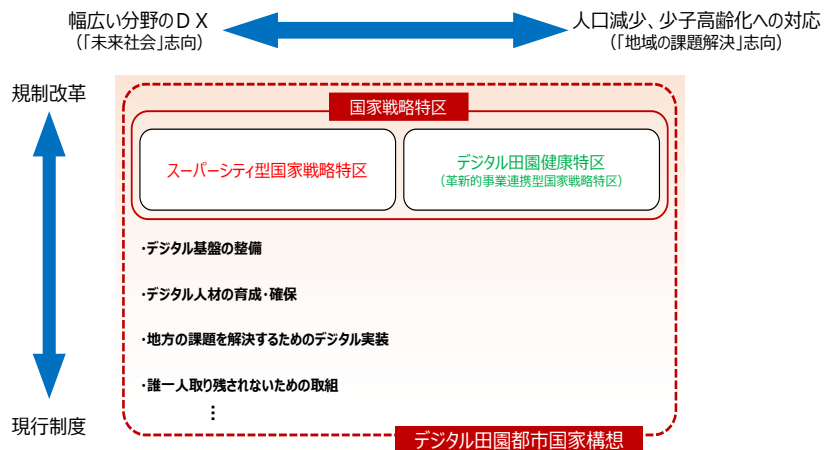 幅広い分野のＤＸ
（「未来社会」志向）
人口減少、少子高齢化への対応
（「地域の課題解決」志向）
規制改革
国家戦略特区
スーパーシティ型国家戦略特区
デジタル田園健康特区
（革新的事業連携型国家戦略特区）
・デジタル基盤の整備
・デジタル人材の育成・確保
・地方の課題を解決するためのデジタル実装
・誰一人取り残されないための取組
⋮
現行制度
デジタル田園都市国家構想